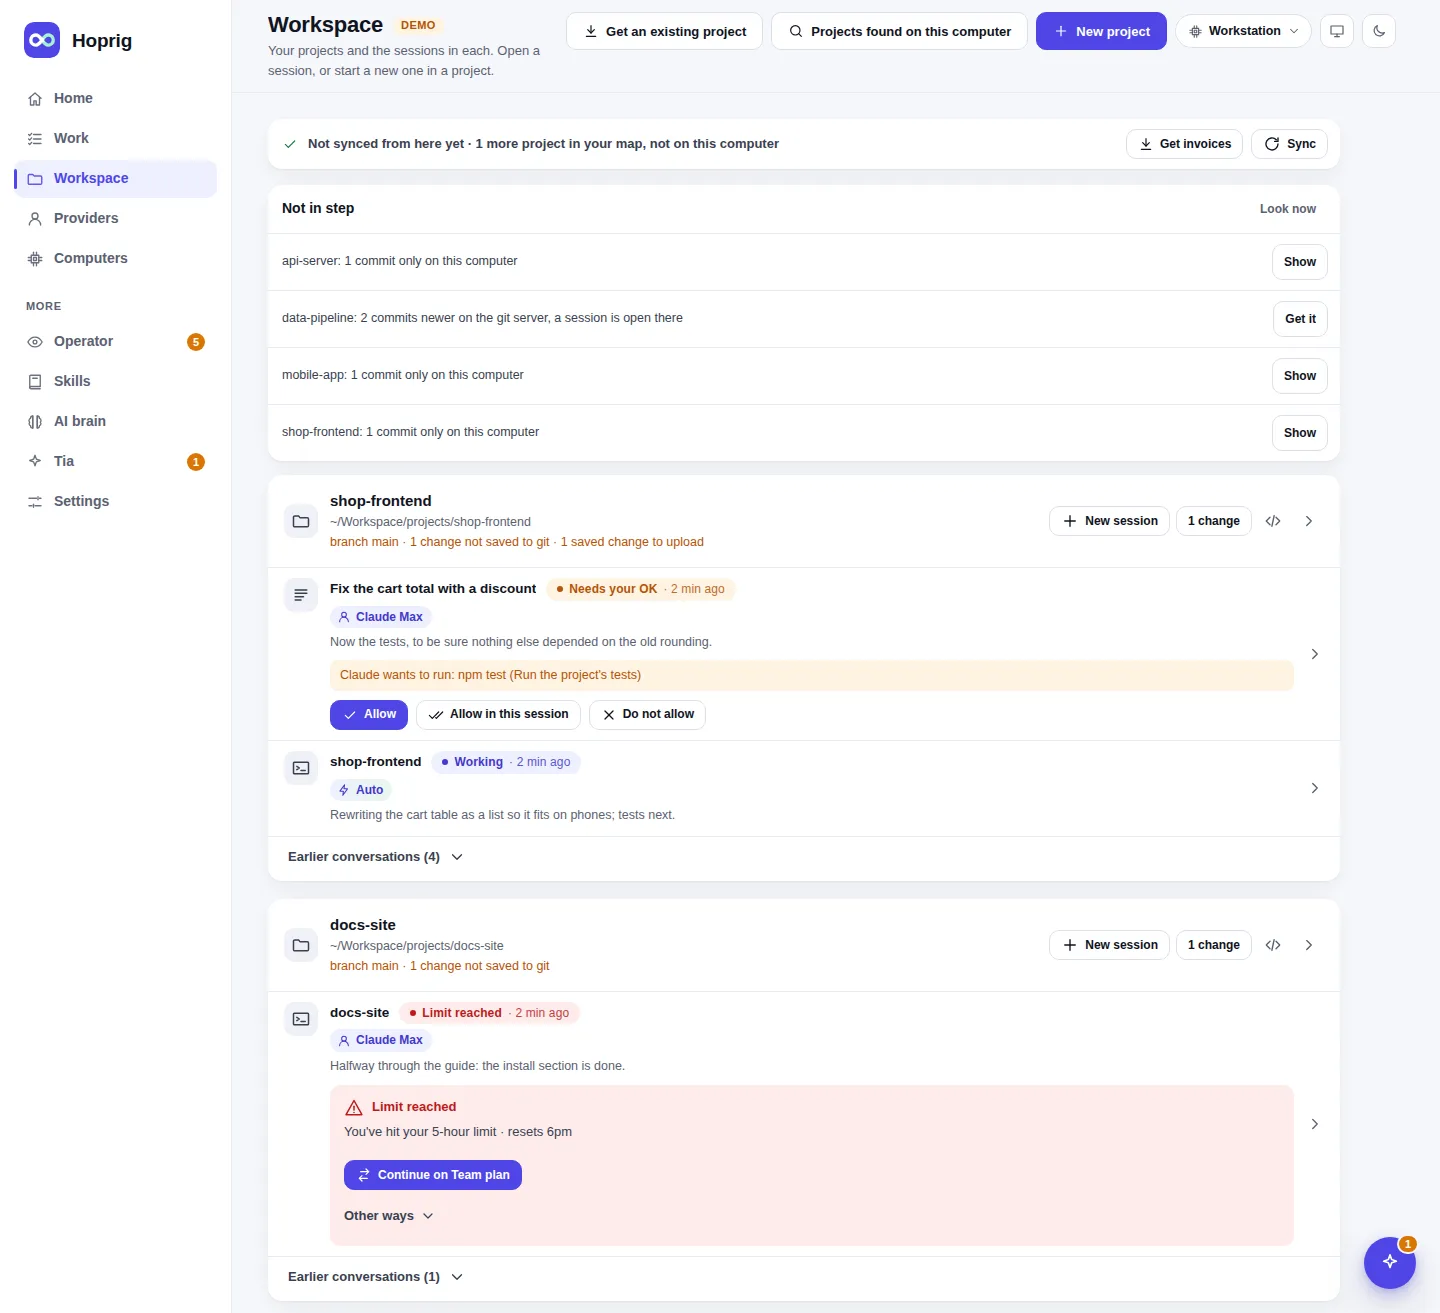 Hoprig
Home
Work
Workspace
Providers
Computers
MORE
Operator 5
Skills
AI brain
Tia 1
Settings
Workspace DEMO
Your projects and the sessions in each. Open a
session, or start a new one in a project.
Get an existing project
Projects found on this computer
New project
Workstation
Not synced from here yet · 1 more project in your map, not on this computer
Get invoices
Sync
Not in step
Look now
api-server: 1 commit only on this computer
Show
data-pipeline: 2 commits newer on the git server, a session is open there
Get it
mobile-app: 1 commit only on this computer
Show
shop-frontend: 1 commit only on this computer
Show
shop-frontend
~/Workspace/projects/shop-frontend
branch main · 1 change not saved to git · 1 saved change to upload
New session
1 change
Fix the cart total with a discount
Needs your OK · 2 min ago
Claude Max
Now the tests, to be sure nothing else depended on the old rounding.
Claude wants to run: npm test (Run the project's tests)
Allow
Allow in this session
Do not allow
shop-frontend
Working · 2 min ago
Auto
Rewriting the cart table as a list so it fits on phones; tests next.
Earlier conversations (4)
docs-site
~/Workspace/projects/docs-site
branch main · 1 change not saved to git
New session
1 change
docs-site
Limit reached · 2 min ago
Claude Max
Halfway through the guide: the install section is done.
Limit reached
You've hit your 5-hour limit · resets 6pm
Continue on Team plan
Other ways
Earlier conversations (1)
1